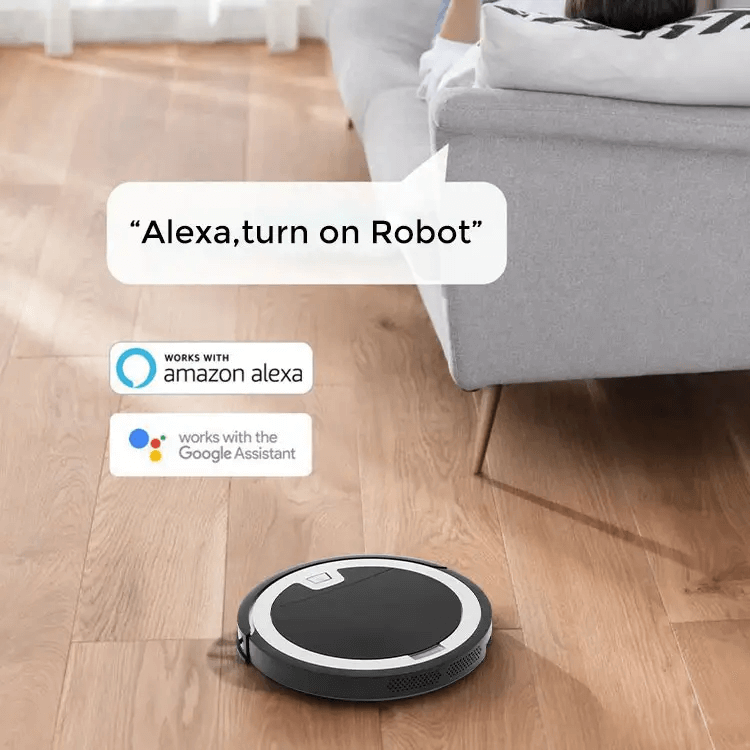 “Alexa,turn on Robot”
WORKS WITH
amazon alexa
works with the
Google Assistant